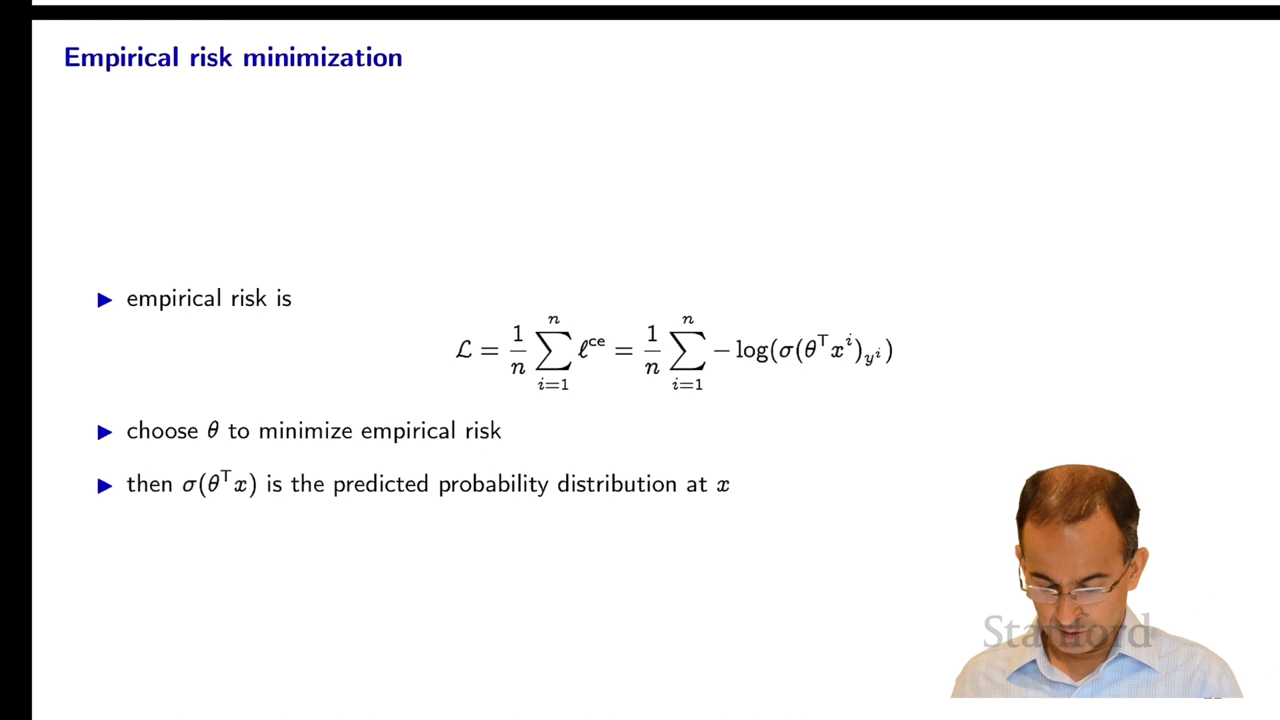 Empirical risk minimization
▶ empirical risk is
ℒ = 1/n ∑_{i=1}^{n} ℓ^{ce} = 1/n ∑_{i=1}^{n} − log(σ(θ^T x^i)_{y^i})
▶ choose θ to minimize empirical risk
▶ then σ(θ^T x) is the predicted probability distribution at x
Stanford